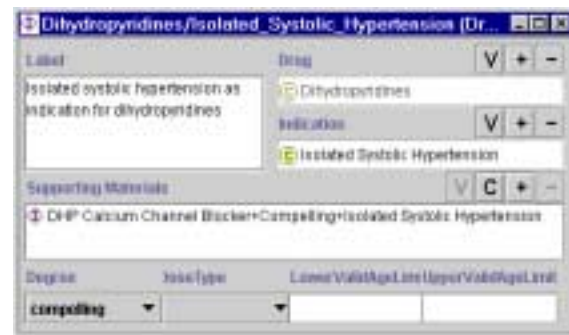 Dihydropyridines/Isolated_Systolic_Hypertension (Dr...
Label
Isolated systolic hypertension as
indication for dihydropyridines
Drug
V + -
Dihydropyridines
Indication
V + -
Isolated Systolic Hypertension
Supporting Materials
V C + -
DHP Calcium Channel Blocker+Compelling+Isolated Systolic Hypertension
Degree
LowerValidAgeLimit
UpperValidAgeLimit
compelling